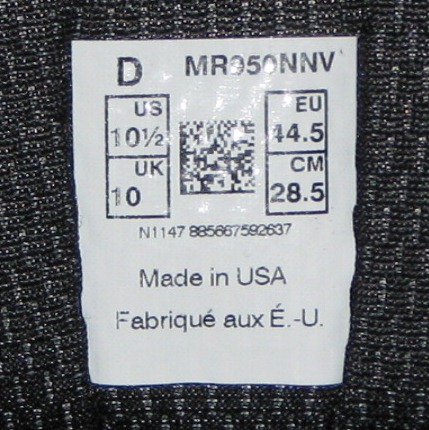 D MR950NNV
US EU
10½ 44.5
UK CM
10 28.5
N1147 885667592637
Made in USA
Fabriqué aux É.-U.